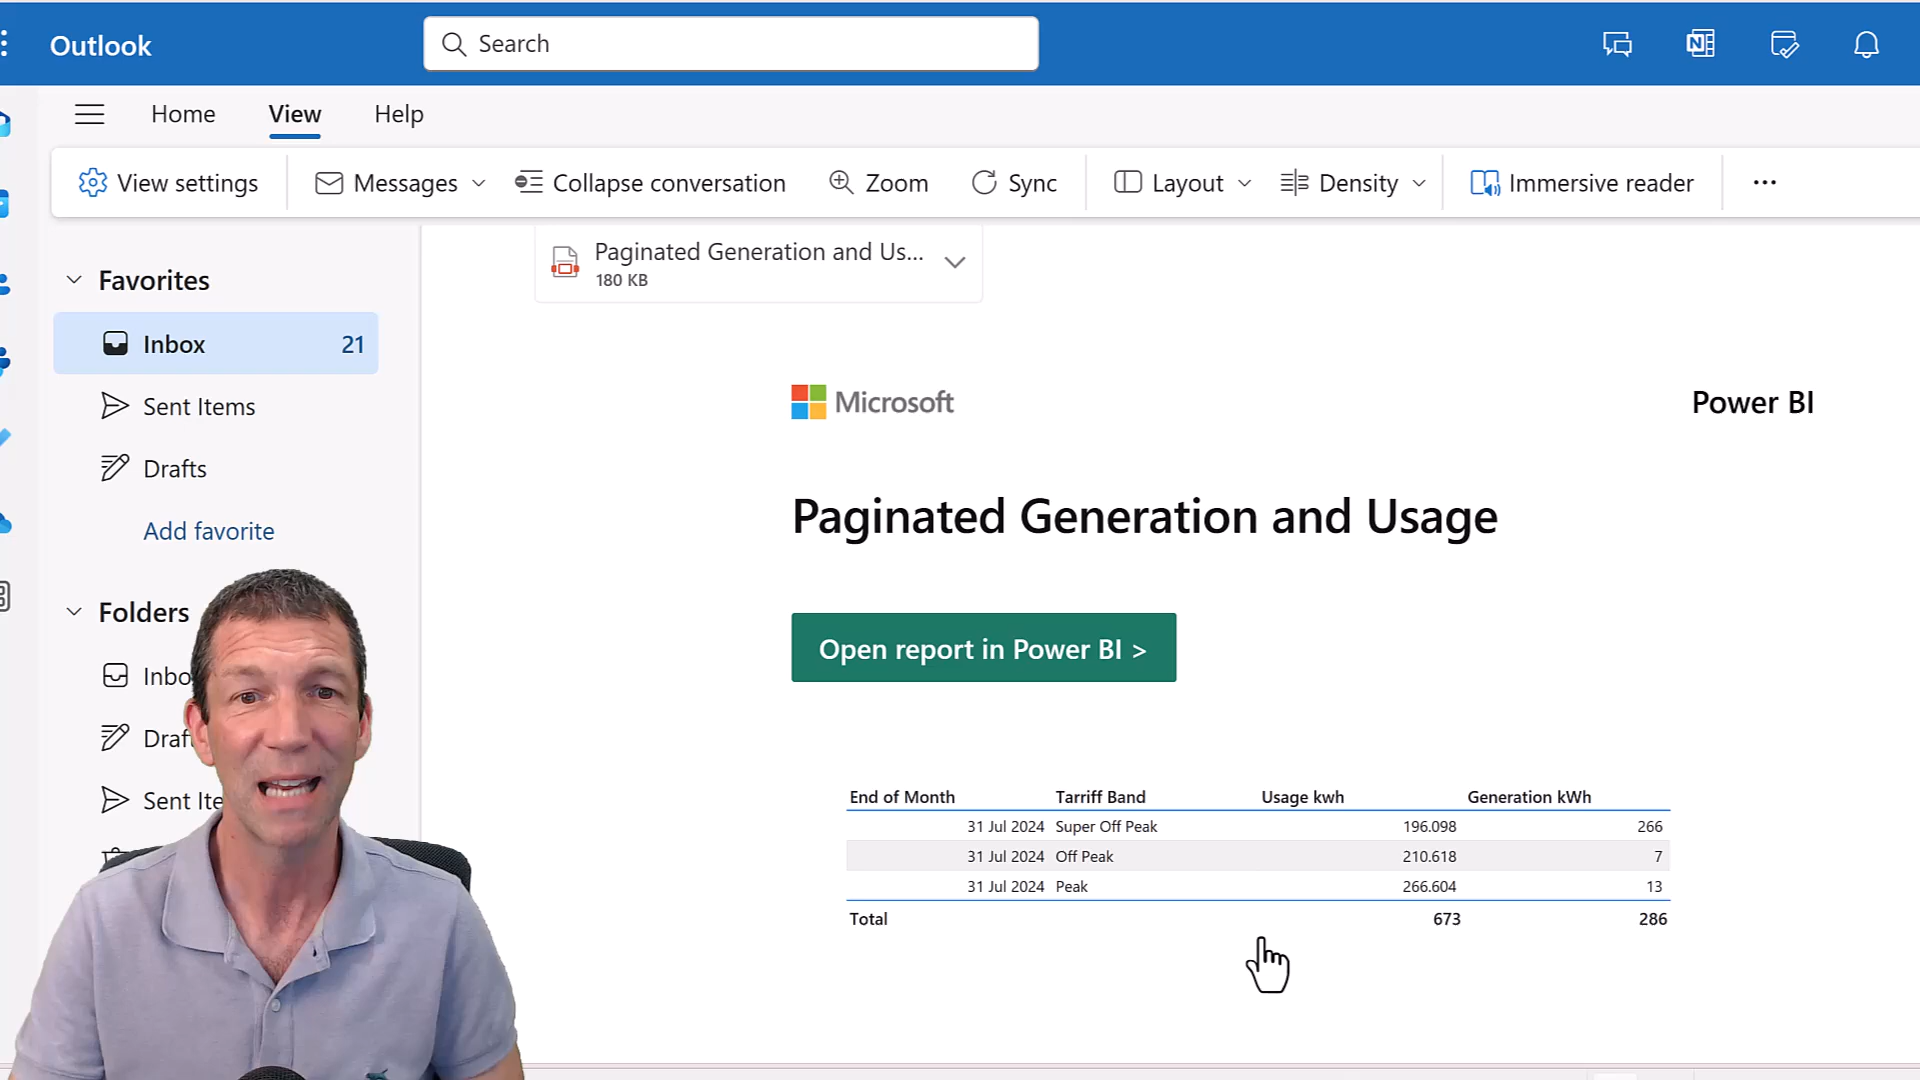 Outlook
Search
Home
View
Help
View settings
Messages
Collapse conversation
Zoom
Sync
Layout
Density
Immersive reader
Paginated Generation and Us...
180 KB
Favorites
Inbox 21
Sent Items
Drafts
Add favorite
Folders
Inbo
Draf
Sent Ite
Microsoft
Power BI
Paginated Generation and Usage
Open report in Power BI >
End of Month Tarriff Band Usage kwh Generation kWh
31 Jul 2024 Super Off Peak 196.098 266
31 Jul 2024 Off Peak 210.618 7
31 Jul 2024 Peak 266.604 13
Total 673 286